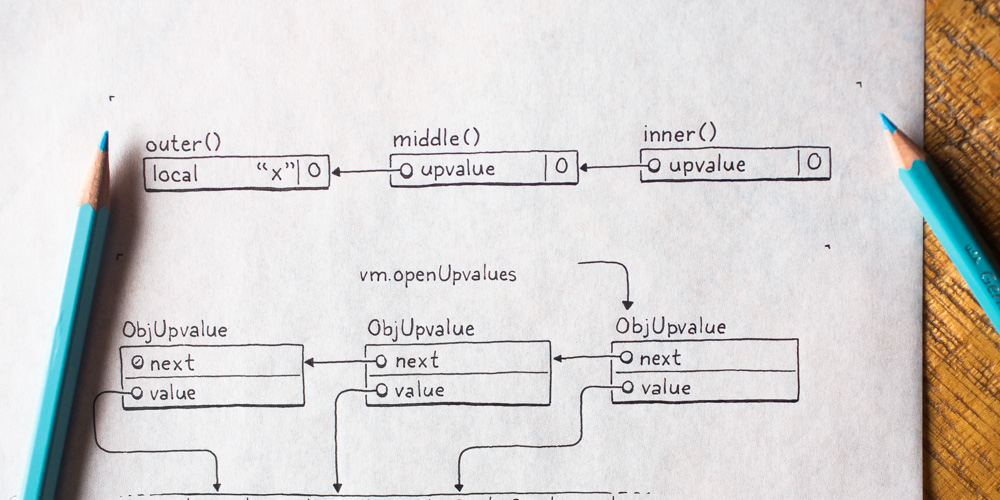 outer() middle() inner()
local “x” 0 upvalue 0 upvalue 0
vm.openUpvalues
ObjUpvalue ObjUpvalue ObjUpvalue
next next next
value value value